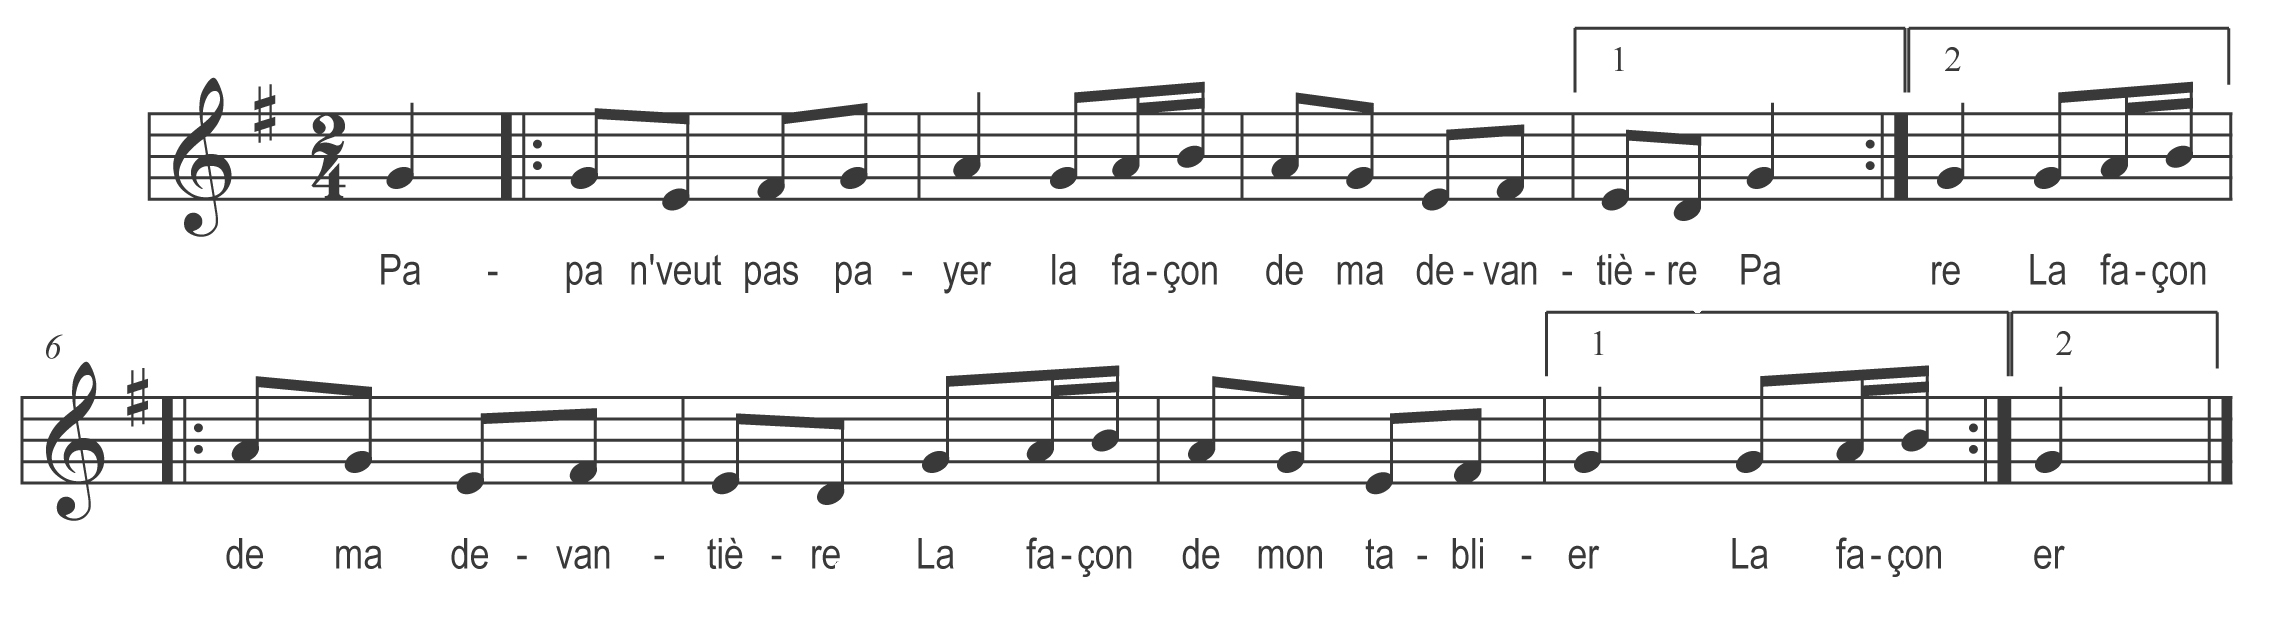 1 2
2
4
Pa - pa n'veut pas pa - yer la fa-çon de ma de-van - tiè-re Pa re La fa-çon
6 1 2
de ma de - van - tiè - re La fa-çon de mon ta - bli - er La fa-çon er